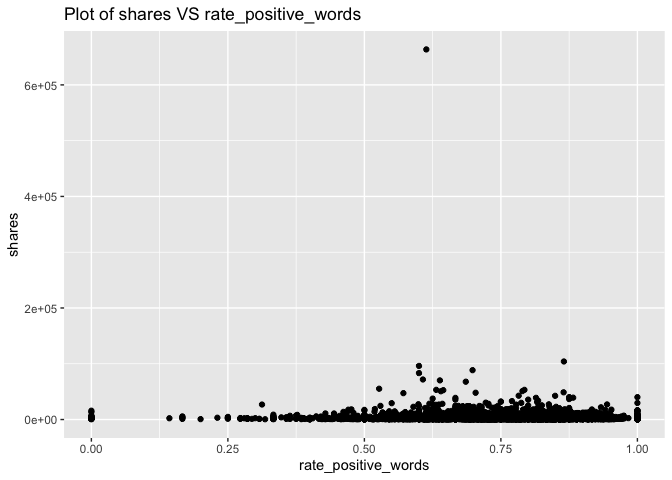 Plot of shares VS rate_positive_words
6e+05
4e+05
2e+05
0e+00
shares
0.00 0.25 0.50 0.75 1.00
rate_positive_words